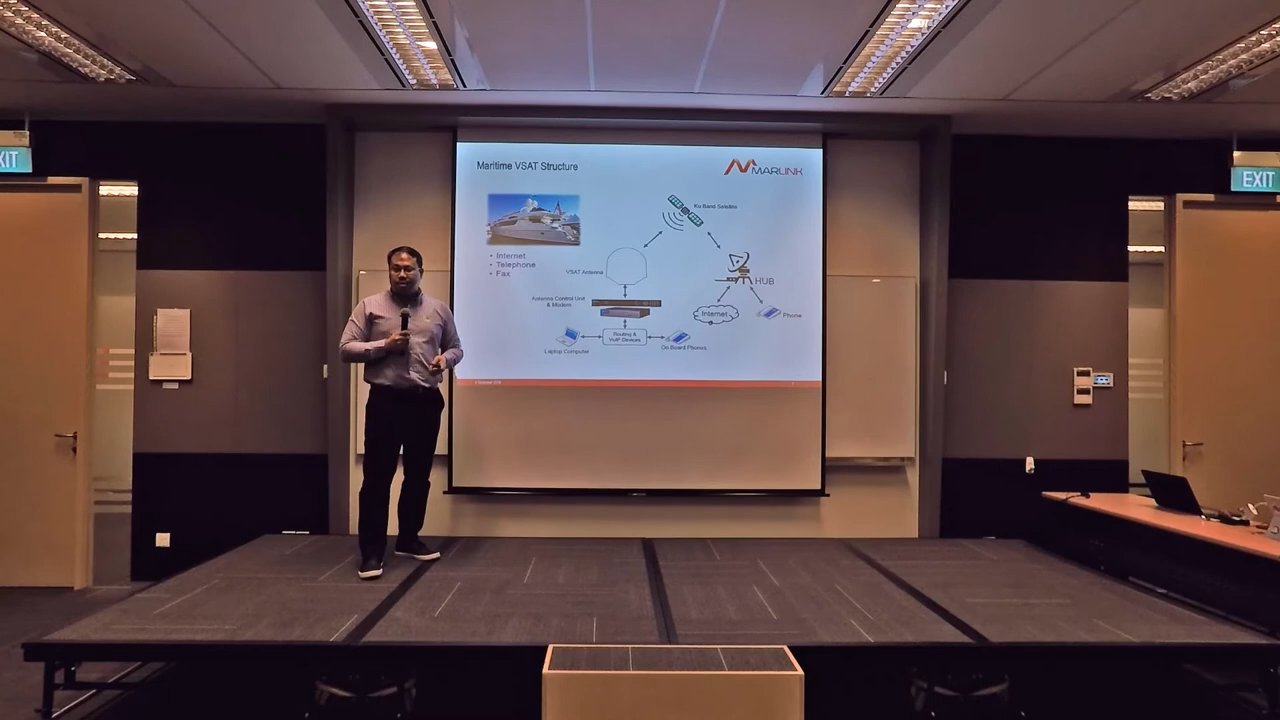 XIT
EXIT
Maritime VSAT Structure
MARLINK
Ku Band Satellite
• Internet
• Telephone
• Fax
VSAT Antenna
HUB
Antenna Control Unit
& Modem
Internet
Phone
Routing &
VoIP Devices
Laptop Computer
On Board Phones